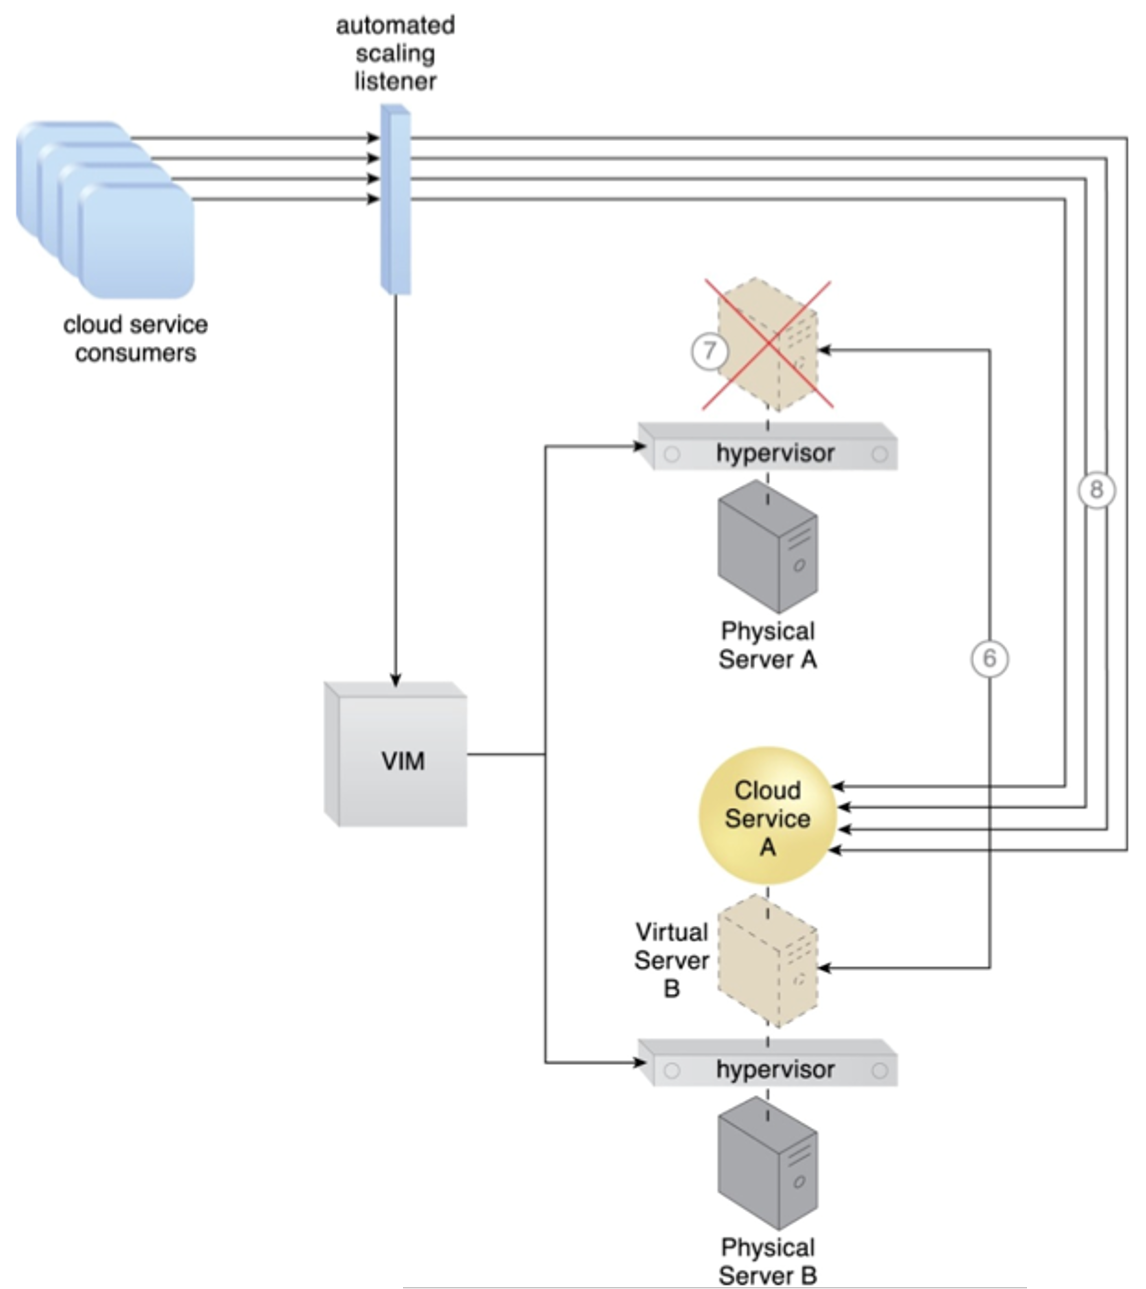 automated
scaling
listener
cloud service
consumers
7
hypervisor
Physical
Server A
8
6
VIM
Cloud
Service
A
Virtual
Server
B
hypervisor
Physical
Server B